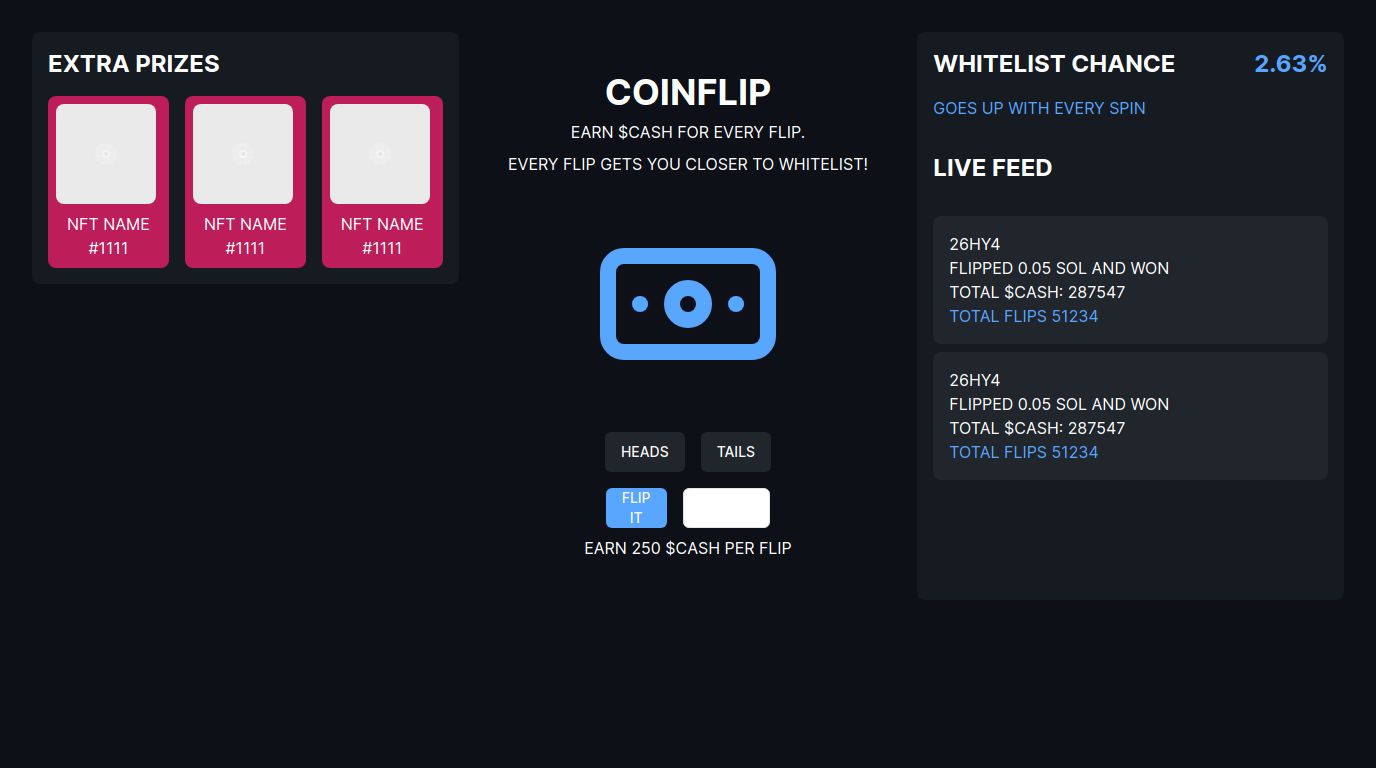 EXTRA PRIZES
NFT NAME
#1111
NFT NAME
#1111
NFT NAME
#1111
COINFLIP
EARN $CASH FOR EVERY FLIP.
EVERY FLIP GETS YOU CLOSER TO WHITELIST!
HEADS
TAILS
FLIP
IT
EARN 250 $CASH PER FLIP
WHITELIST CHANCE
2.63%
GOES UP WITH EVERY SPIN
LIVE FEED
26HY4
FLIPPED 0.05 SOL AND WON
TOTAL $CASH: 287547
TOTAL FLIPS 51234
26HY4
FLIPPED 0.05 SOL AND WON
TOTAL $CASH: 287547
TOTAL FLIPS 51234